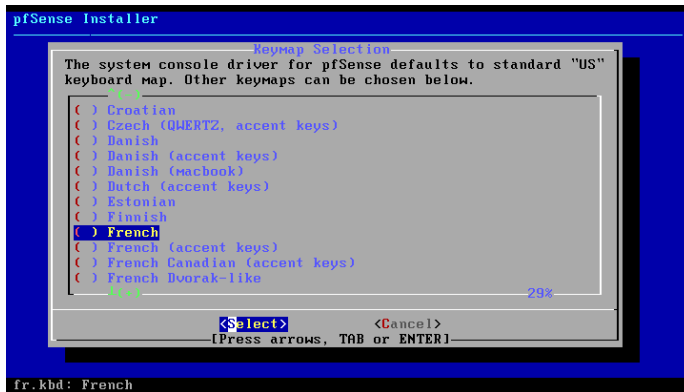 pfSense Installer
Keymap Selection
The system console driver for pfSense defaults to standard "US"
keyboard map. Other keymaps can be chosen below.
^(-)
( ) Croatian
( ) Czech (QWERTZ, accent keys)
( ) Danish
( ) Danish (accent keys)
( ) Danish (macbook)
( ) Dutch (accent keys)
( ) Estonian
( ) Finnish
( ) French
( ) French (accent keys)
( ) French Canadian (accent keys)
( ) French Dvorak-like
↓(+) 29%
<Select> <Cancel>
[Press arrows, TAB or ENTER]
fr.kbd: French